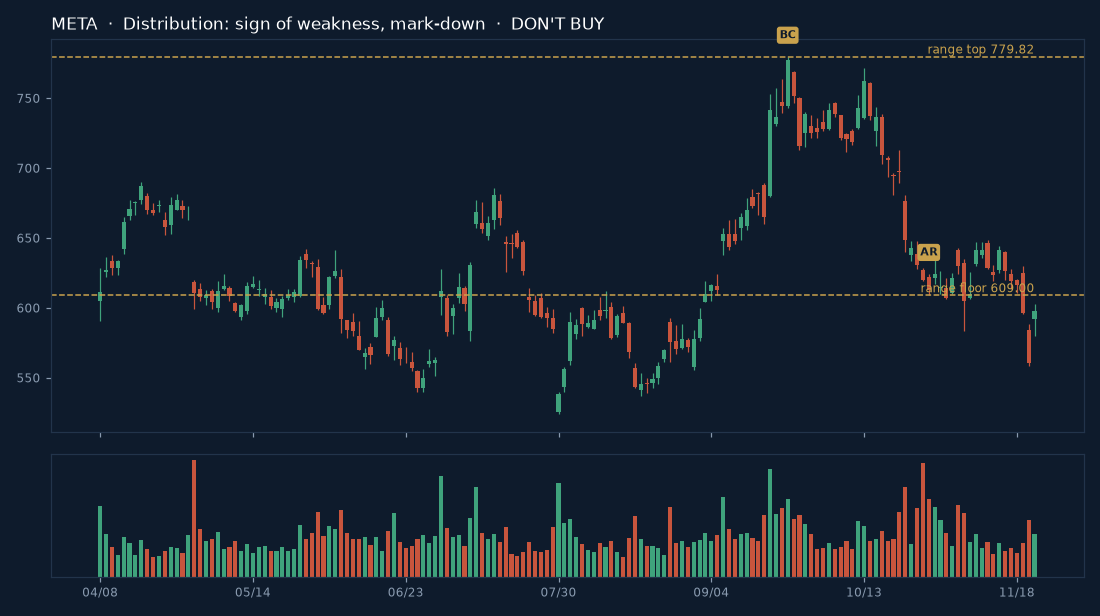 META · Distribution: sign of weakness, mark-down · DON'T BUY
BC
range top 779.82
750
700
650
AR
range floor 609.00
600
550
04/08 05/14 06/23 07/30 09/04 10/13 11/18